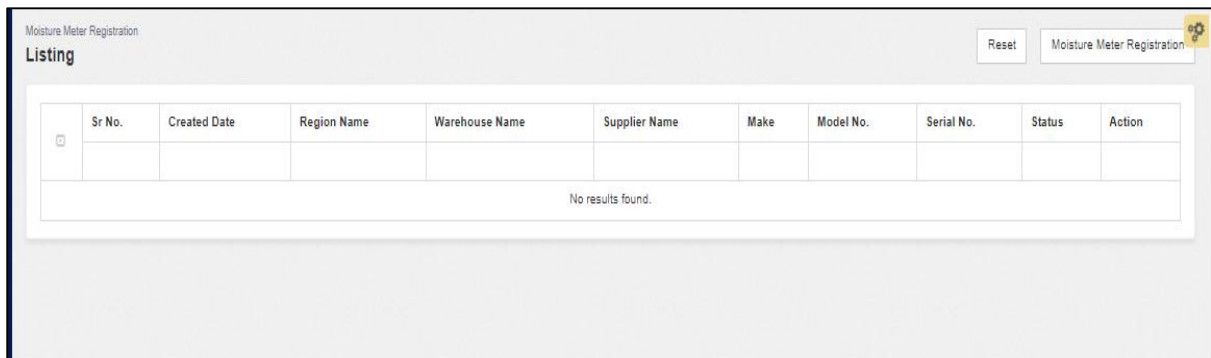 Moisture Meter Registration
Listing
Reset
Moisture Meter Registration
Sr No. Created Date Region Name Warehouse Name Supplier Name Make Model No. Serial No. Status Action
No results found.